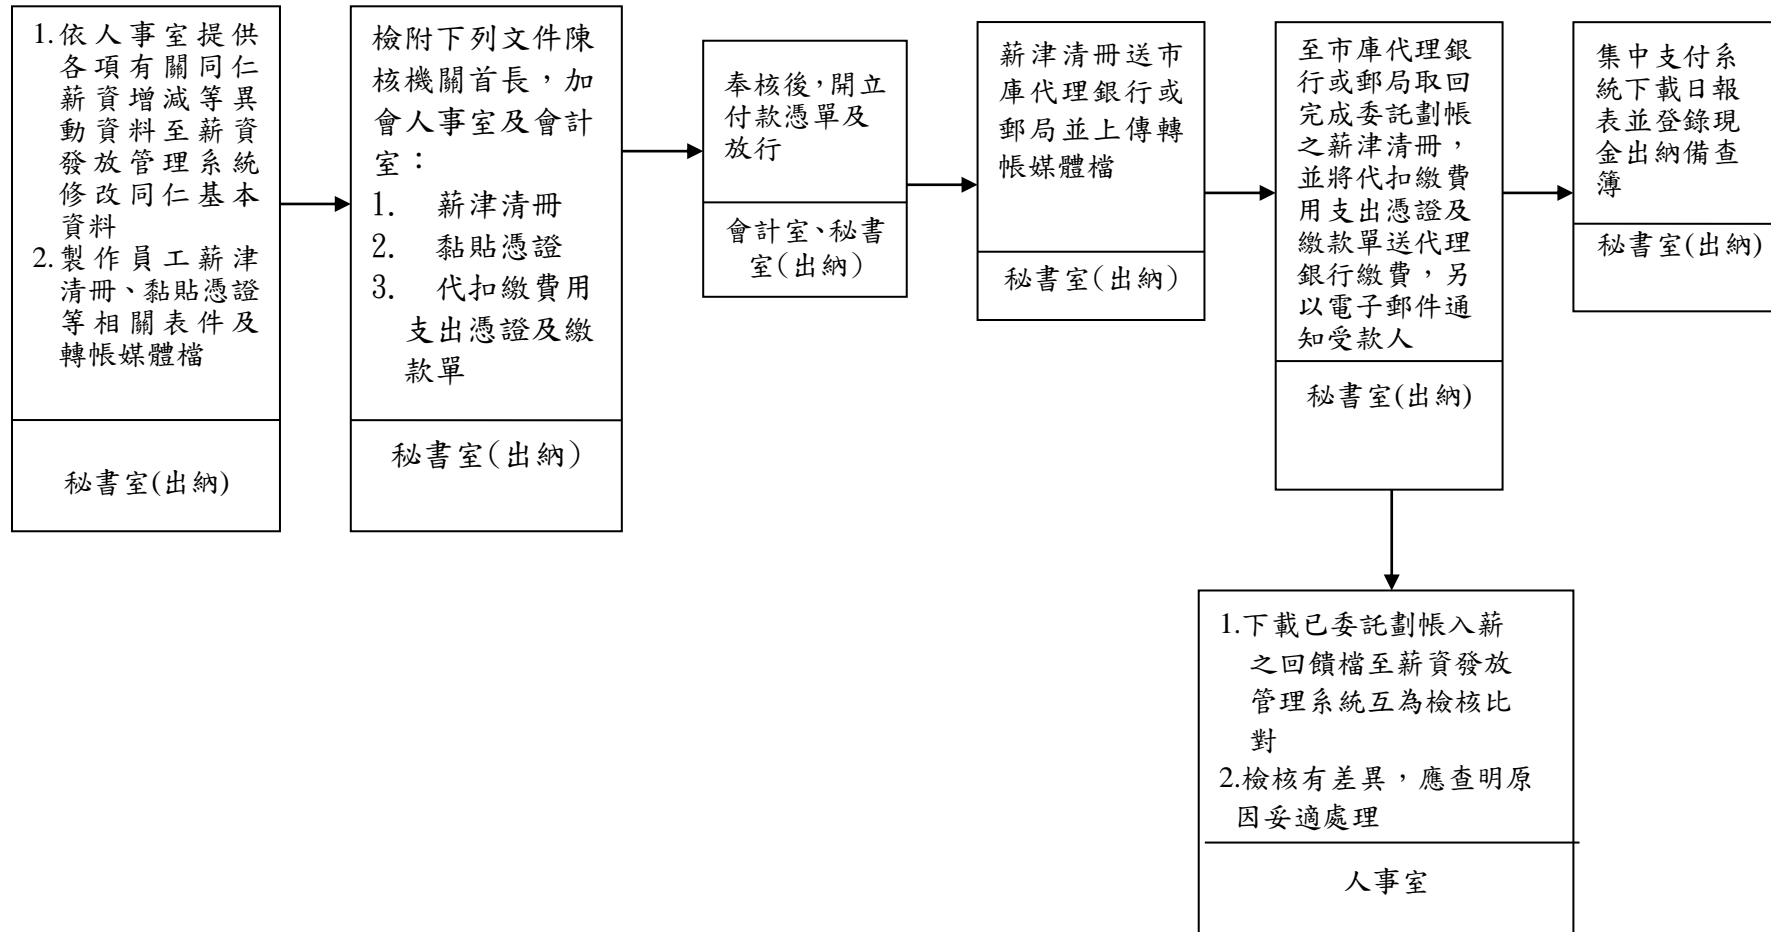 1.依人事室提供
各項有關同仁
薪資增減等異
動資料至薪資
發放管理系統
修改同仁基本
資料
2.製作員工薪津
清冊、黏貼憑證
等相關表件及
轉帳媒體檔
秘書室(出納)
檢附下列文件陳
核機關首長，加
會人事室及會計
室：
1. 薪津清冊
2. 黏貼憑證
3. 代扣繳費用
支出憑證及繳
款單
秘書室(出納)
奉核後，開立
付款憑單及
放行
會計室、秘書
室(出納)
薪津清冊送市
庫代理銀行或
郵局並上傳轉
帳媒體檔
秘書室(出納)
至市庫代理銀
行或郵局取回
完成委託劃帳
之薪津清冊，
並將代扣繳費
用支出憑證及
繳款單送代理
銀行繳費，另
以電子郵件通
知受款人
秘書室(出納)
集中支付系
統下載日報
表並登錄現
金出納備查
簿
秘書室(出納)
1.下載已委託劃帳入薪
之回饋檔至薪資發放
管理系統互為檢核比
對
2.檢核有差異，應查明原
因妥適處理
人事室